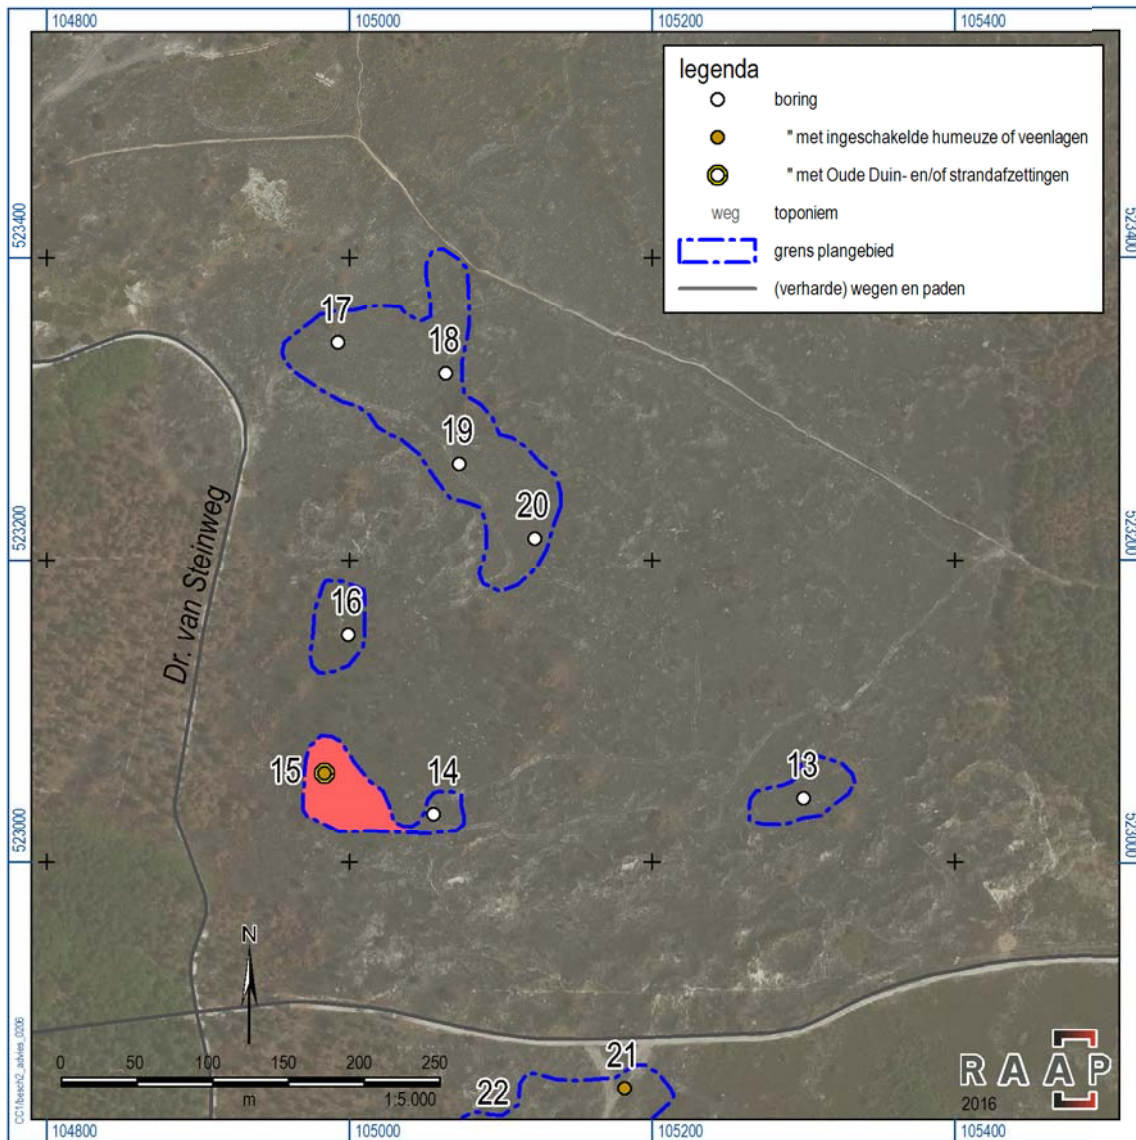 104800 105000 105200 105400
legenda
boring
" met ingeschakelde humeuze of veenlagen
" met Oude Duin- en/of strandafzettingen
weg toponiem
grens plangebied
(verharde) wegen en paden
523400 523400
17
18
19
20
523200 523200
Dr. van Steinweg
16
15
14
13
523000 523000
N
0 50 100 150 200 250
m 1:5.000
21
22
RAAP
2016
CC1/besch2_advies_0206
104800 105000 105200 105400